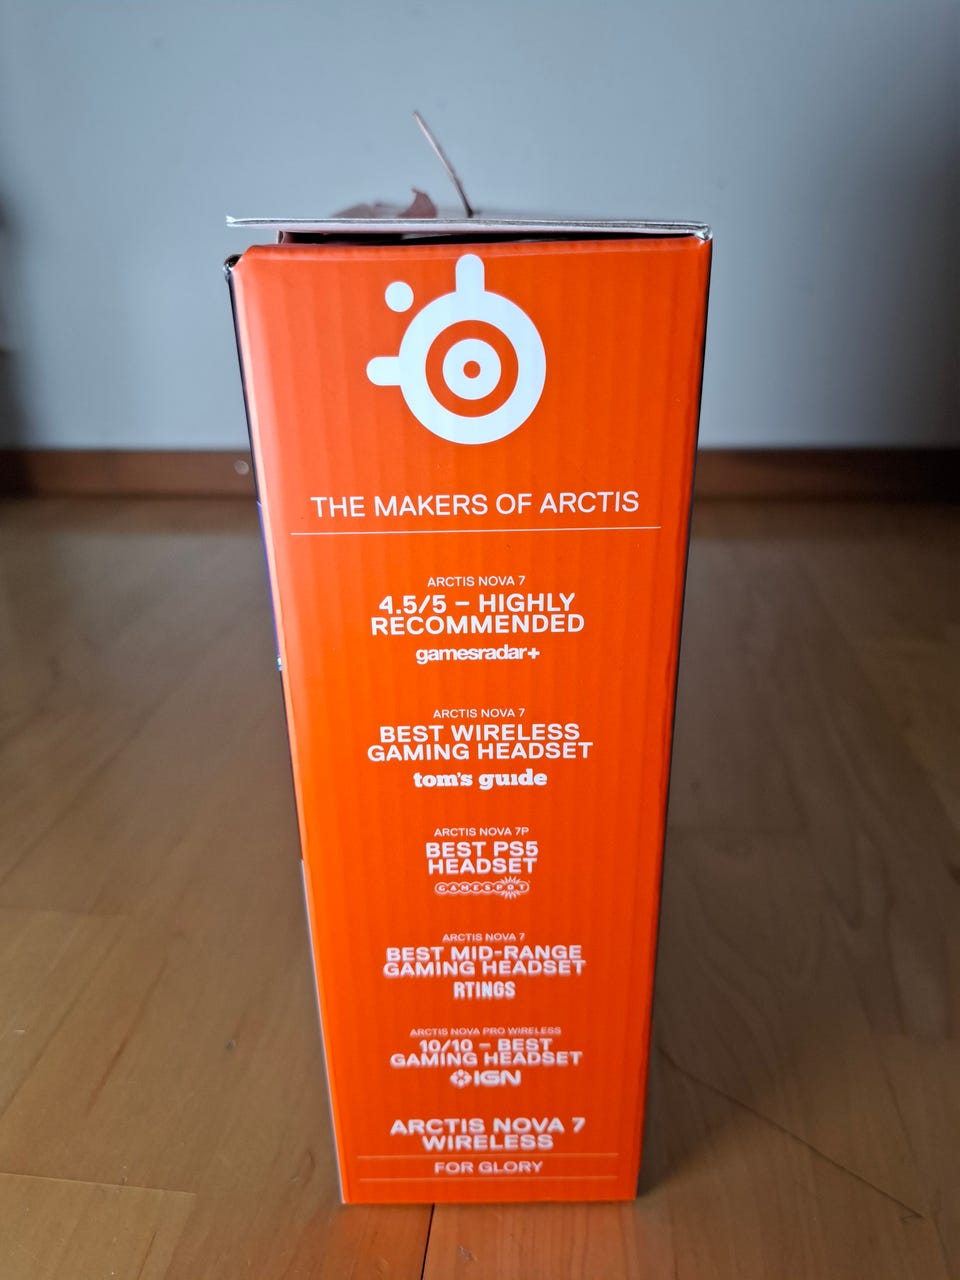 THE MAKERS OF ARCTIS
ARCTIS NOVA 7
4.5/5 – HIGHLY
RECOMMENDED
gamesradar+
ARCTIS NOVA 7
BEST WIRELESS
GAMING HEADSET
tom's guide
ARCTIS NOVA 7P
BEST PS5
HEADSET
GAMESPOT
ARCTIS NOVA 7
BEST MID-RANGE
GAMING HEADSET
RTINGS
ARCTIS NOVA PRO WIRELESS
10/10 – BEST
GAMING HEADSET
IGN
ARCTIS NOVA 7
WIRELESS
FOR GLORY